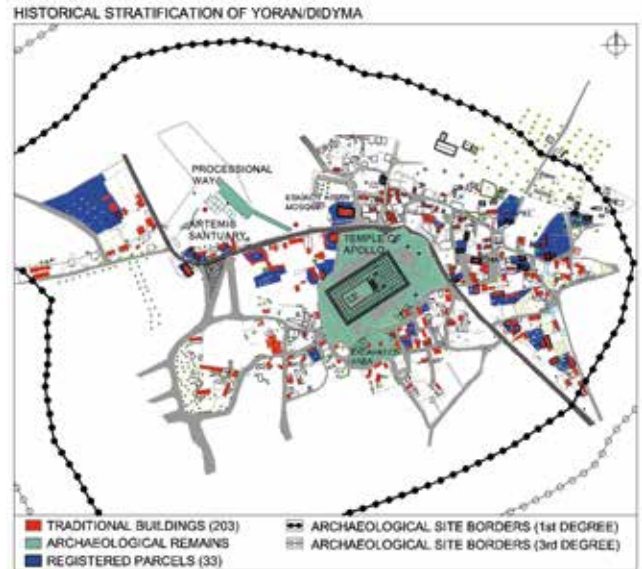 HISTORICAL STRATIFICATION OF YORAN/DIDYMA
PROCESSIONAL
WAY
MOSQUE
ARTEMIS
SANTUARY
TEMPLE OF
APOLLO
AREA
TRADITIONAL BUILDINGS (203)
ARCHAEOLOGICAL REMAINS
REGISTERED PARCELS (33)
ARCHAEOLOGICAL SITE BORDERS (1st DEGREE)
ARCHAEOLOGICAL SITE BORDERS (3rd DEGREE)